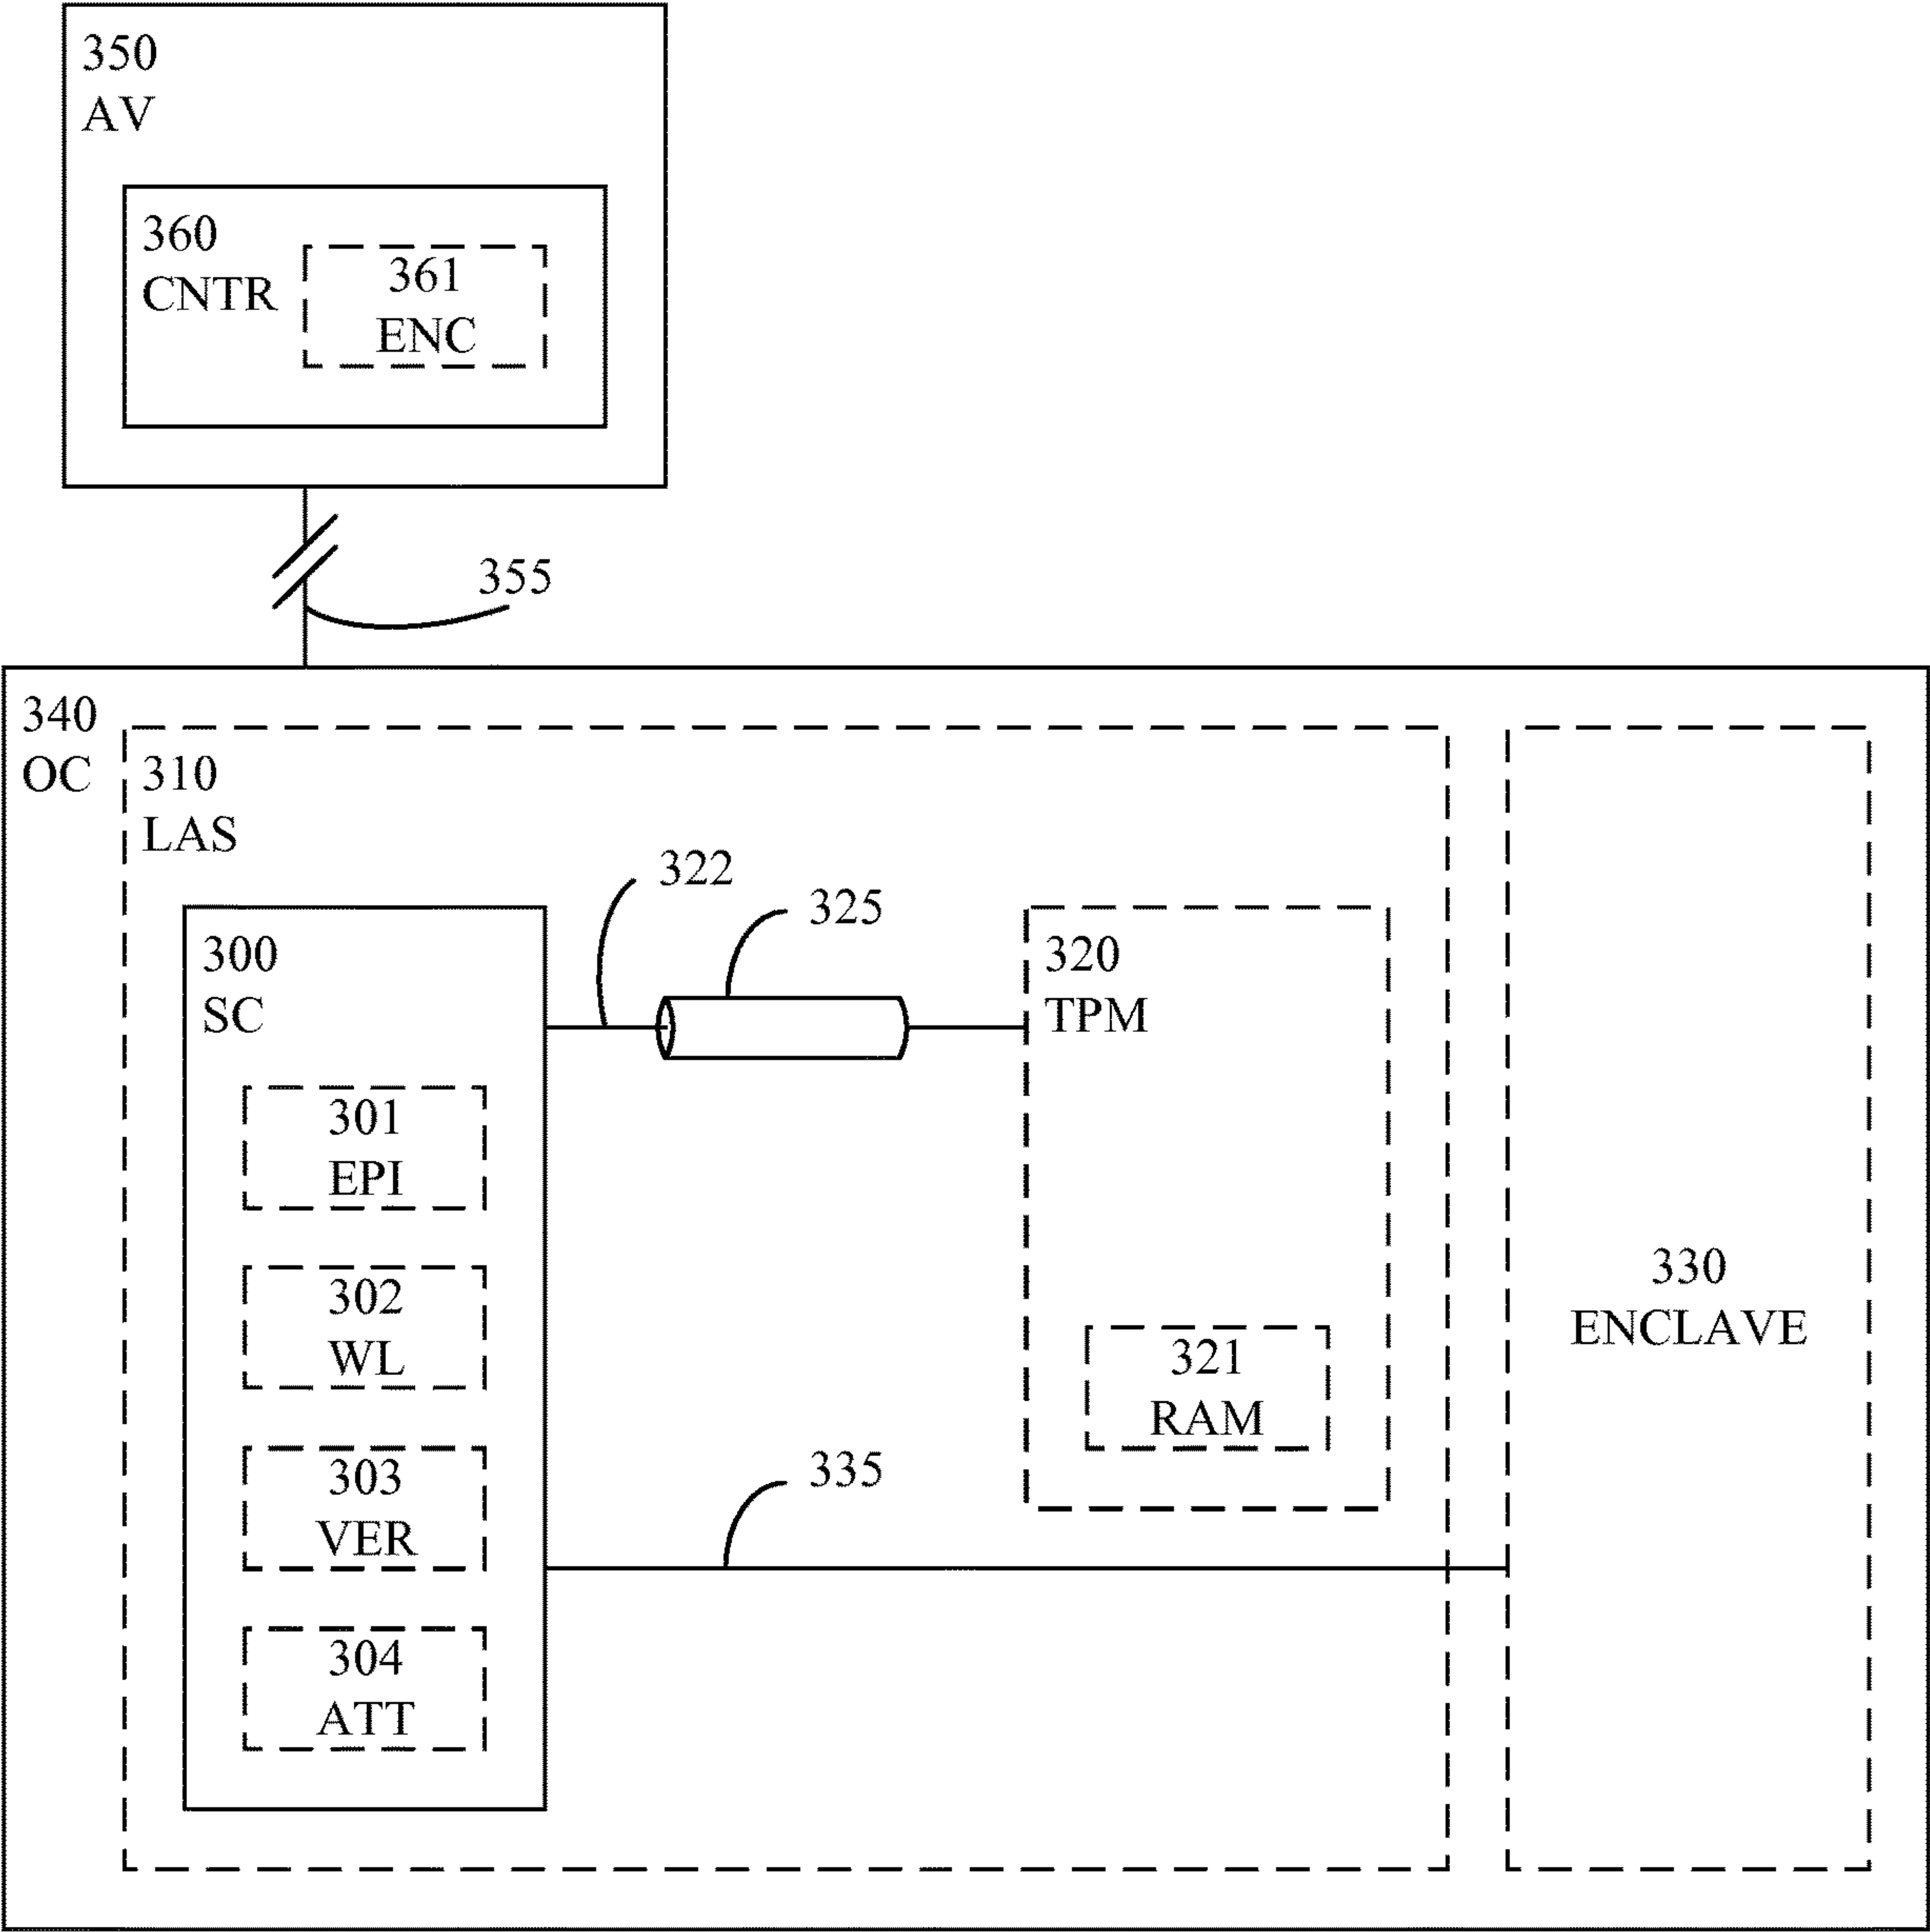 350
AV
360
CNTR
361
ENC
355
340
OC
310
LAS
322
325
300
SC
320
TPM
301
EPI
302
WL
330
ENCLAVE
321
RAM
303
VER
335
304
ATT